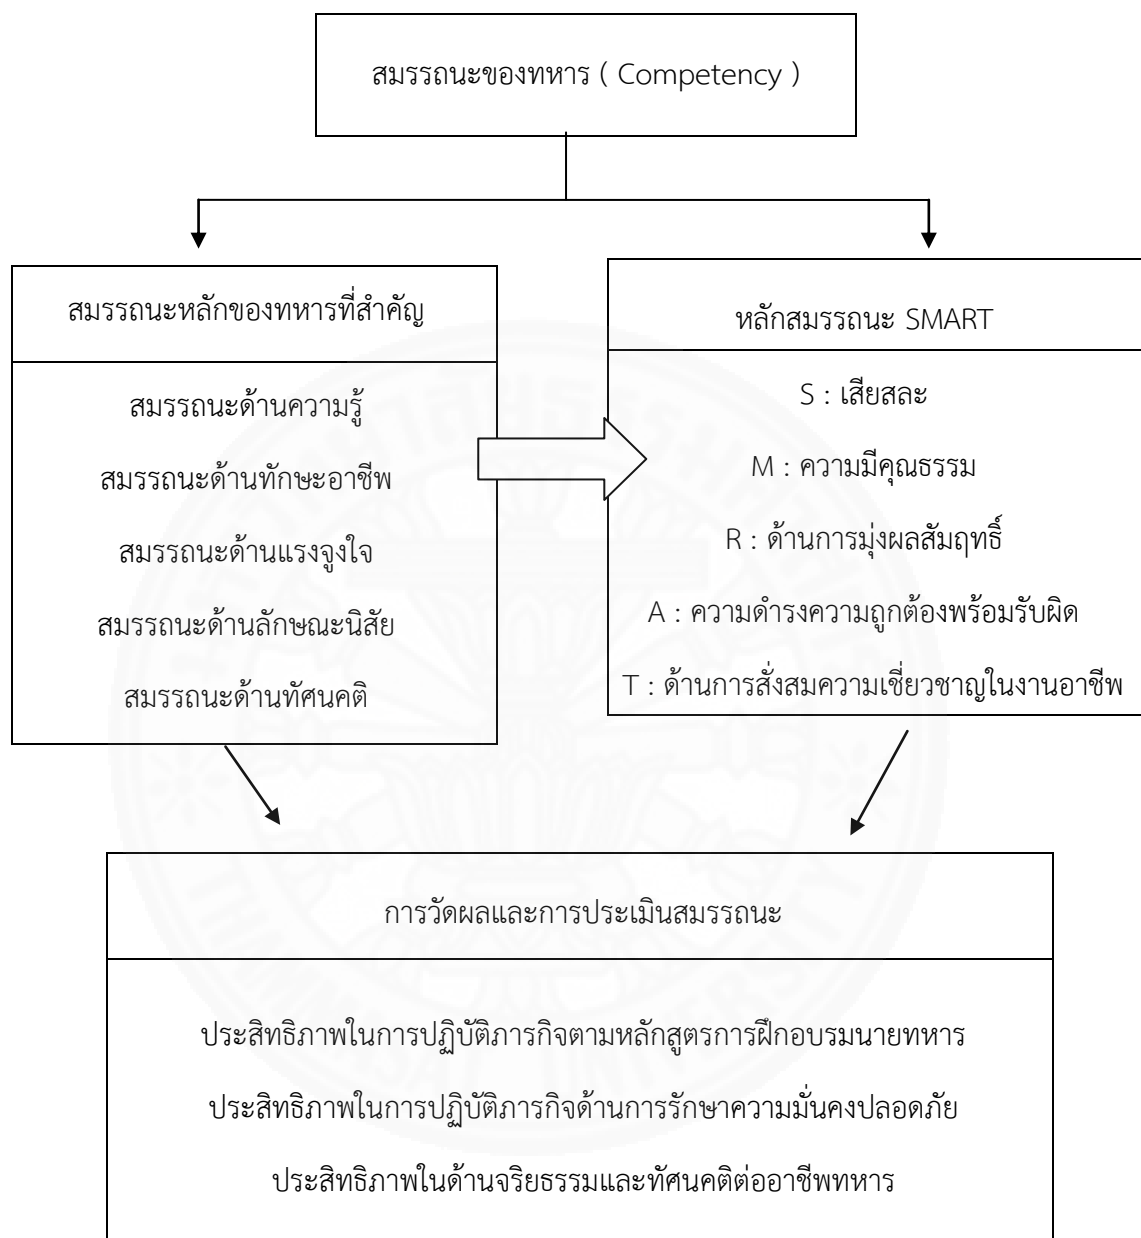 สมรรถนะของทหาร ( Competency )
สมรรถนะหลักของทหารที่สำคัญ
สมรรถนะด้านความรู้
สมรรถนะด้านทักษะอาชีพ
สมรรถนะด้านแรงจูงใจ
สมรรถนะด้านลักษณะนิสัย
สมรรถนะด้านทัศนคติ
หลักสมรรถนะ SMART
S : เสียสละ
M : ความมีคุณธรรม
R : ด้านการมุ่งผลสัมฤทธิ์
A : ความดำรงความถูกต้องพร้อมรับผิด
T : ด้านการสั่งสมความเชี่ยวชาญในงานอาชีพ
การวัดผลและการประเมินสมรรถนะ
ประสิทธิภาพในการปฏิบัติภารกิจตามหลักสูตรการฝึกอบรมนายทหาร
ประสิทธิภาพในการปฏิบัติภารกิจด้านการรักษาความมั่นคงปลอดภัย
ประสิทธิภาพในด้านจริยธรรมและทัศนคติต่ออาชีพทหาร
THAMMASAT UNIVERSITY